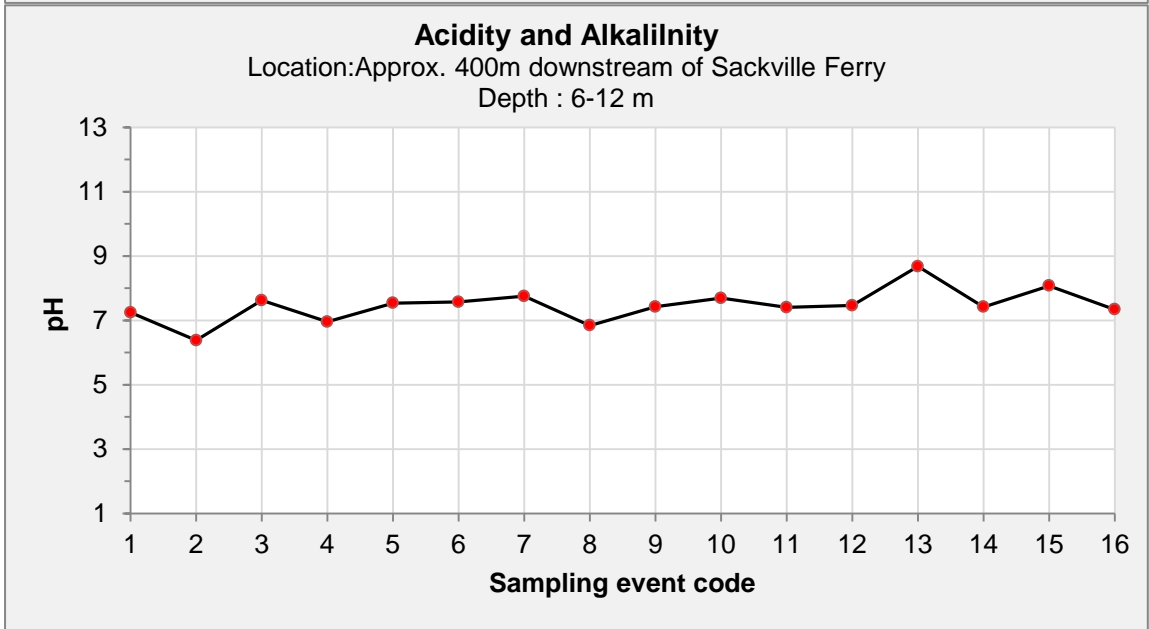 Acidity and Alkalilnity
Location:Approx. 400m downstream of Sackville Ferry
Depth : 6-12 m
13
11
9
7
5
3
1
pH
1 2 3 4 5 6 7 8 9 10 11 12 13 14 15 16
Sampling event code